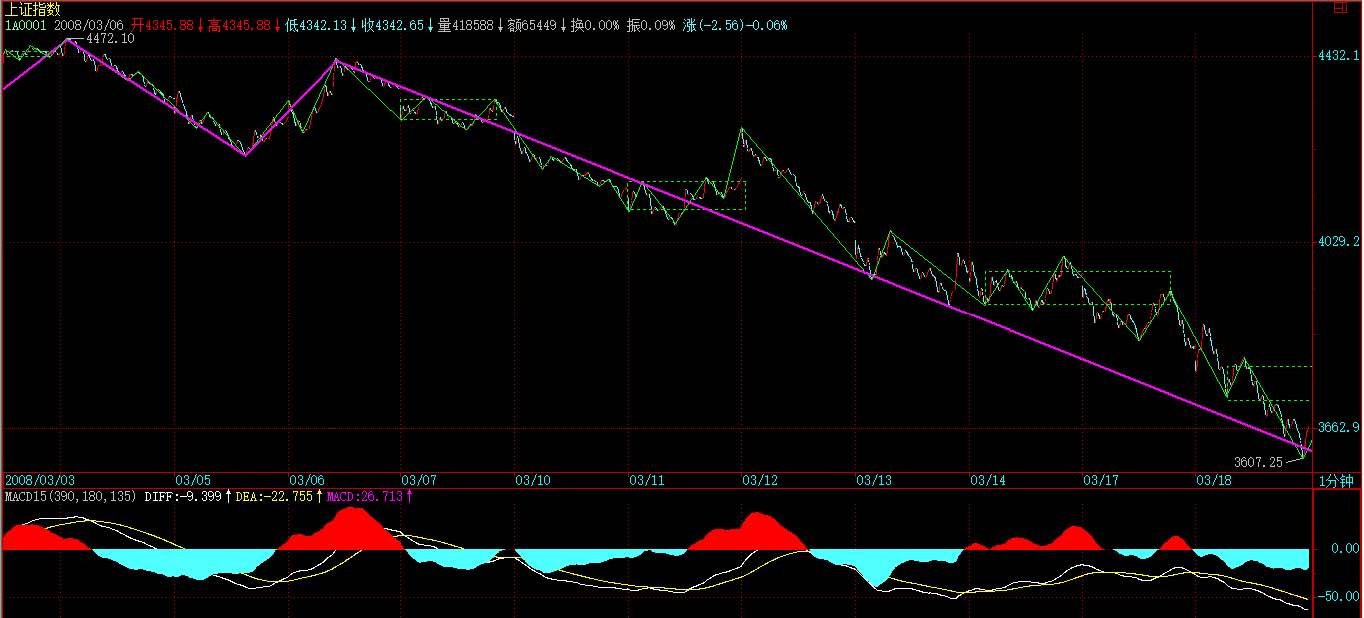 上证指数
1A0001 2008/03/06 开4345.88↓高4345.88↓低4342.13↓收4342.65↓量418588↓额65449↓换0.00% 振0.09% 涨(-2.56)-0.06%
4472.10
4432.1
4029.2
3662.9
3607.25
2008/03/03 03/05 03/06 03/07 03/10 03/11 03/12 03/13 03/14 03/17 03/18 1分钟
MACD15(390,180,135) DIFF:-9.399↑DEA:-22.755↑MACD:26.713↑
0.00
-50.00